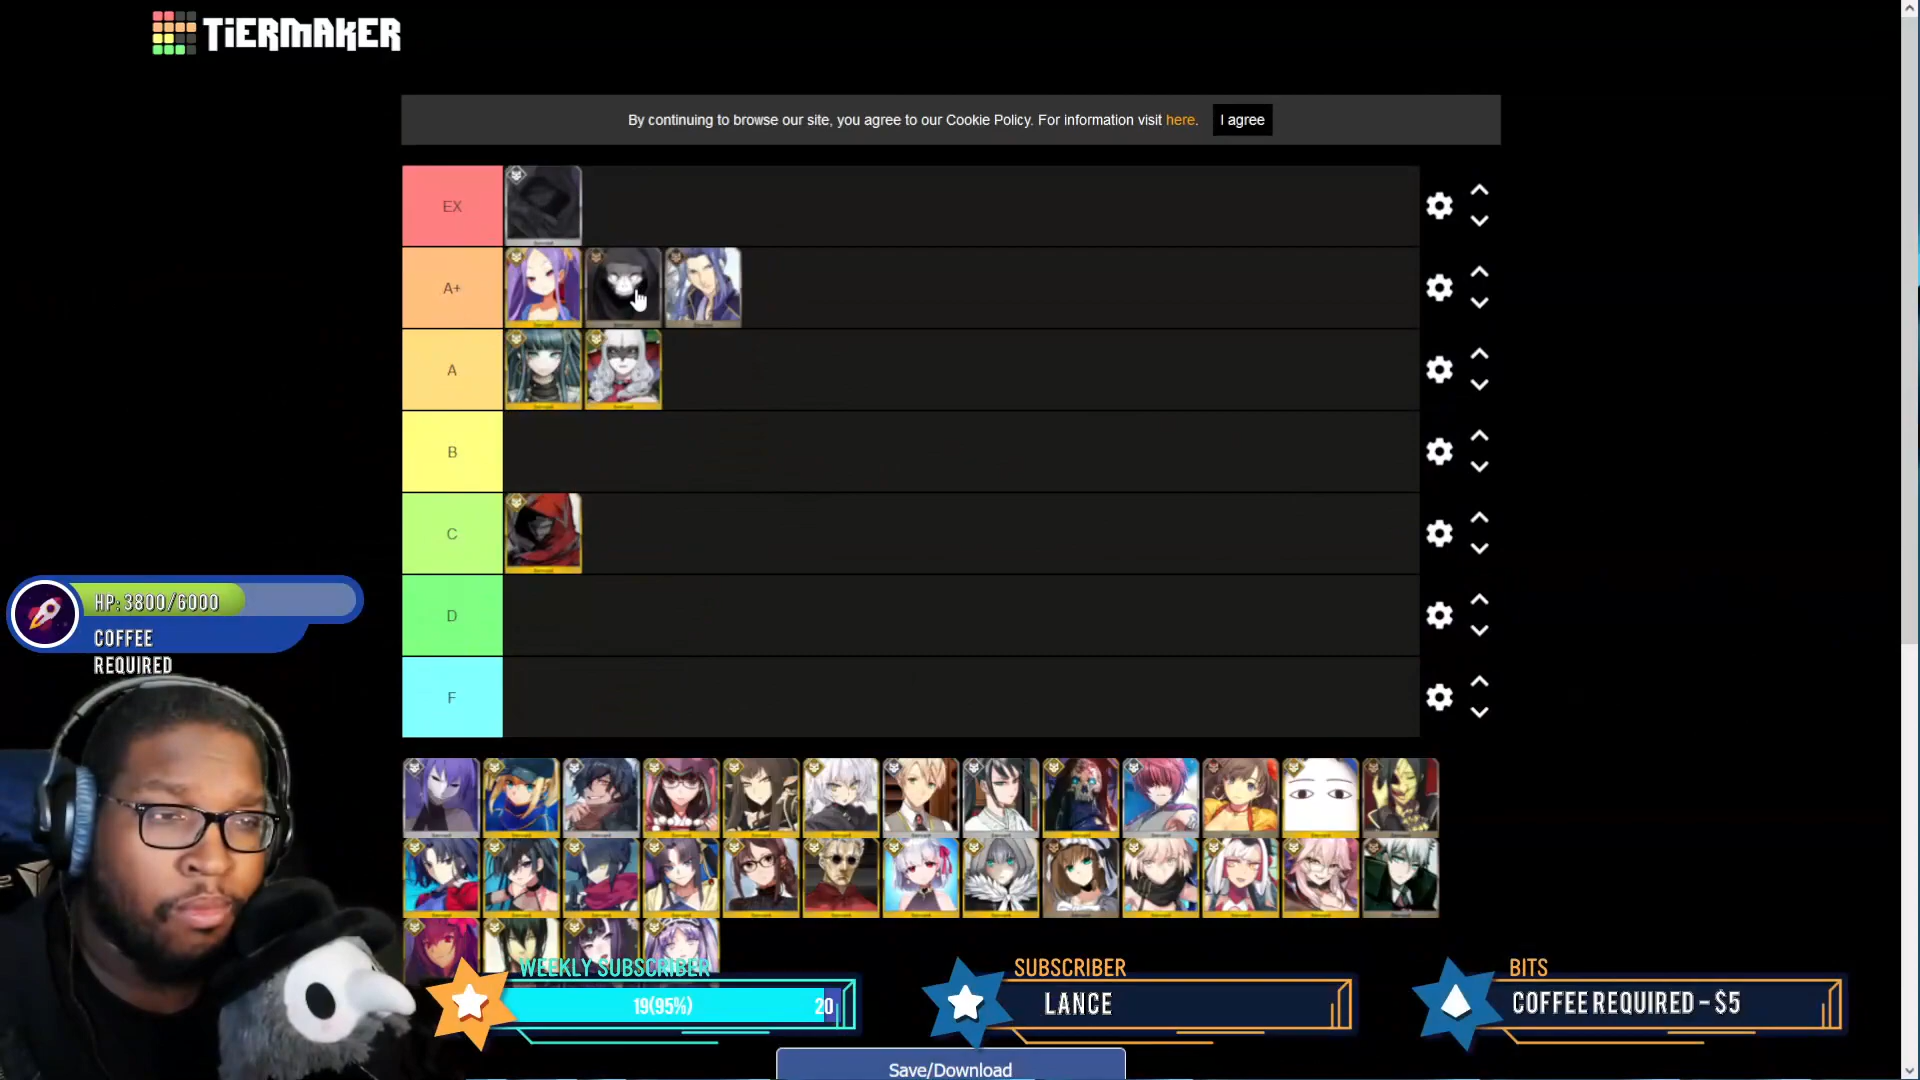 TiERMAKER
By continuing to browse our site, you agree to our Cookie Policy. For information visit here. I agree
EX
A+
A
B
C
D
F
HP: 3800/6000
COFFEE
REQUIRED
WEEKLY SUBSCRIBER
19(95%) 20
SUBSCRIBER
LANCE
BITS
COFFEE REQUIRED – $5
Save/Download